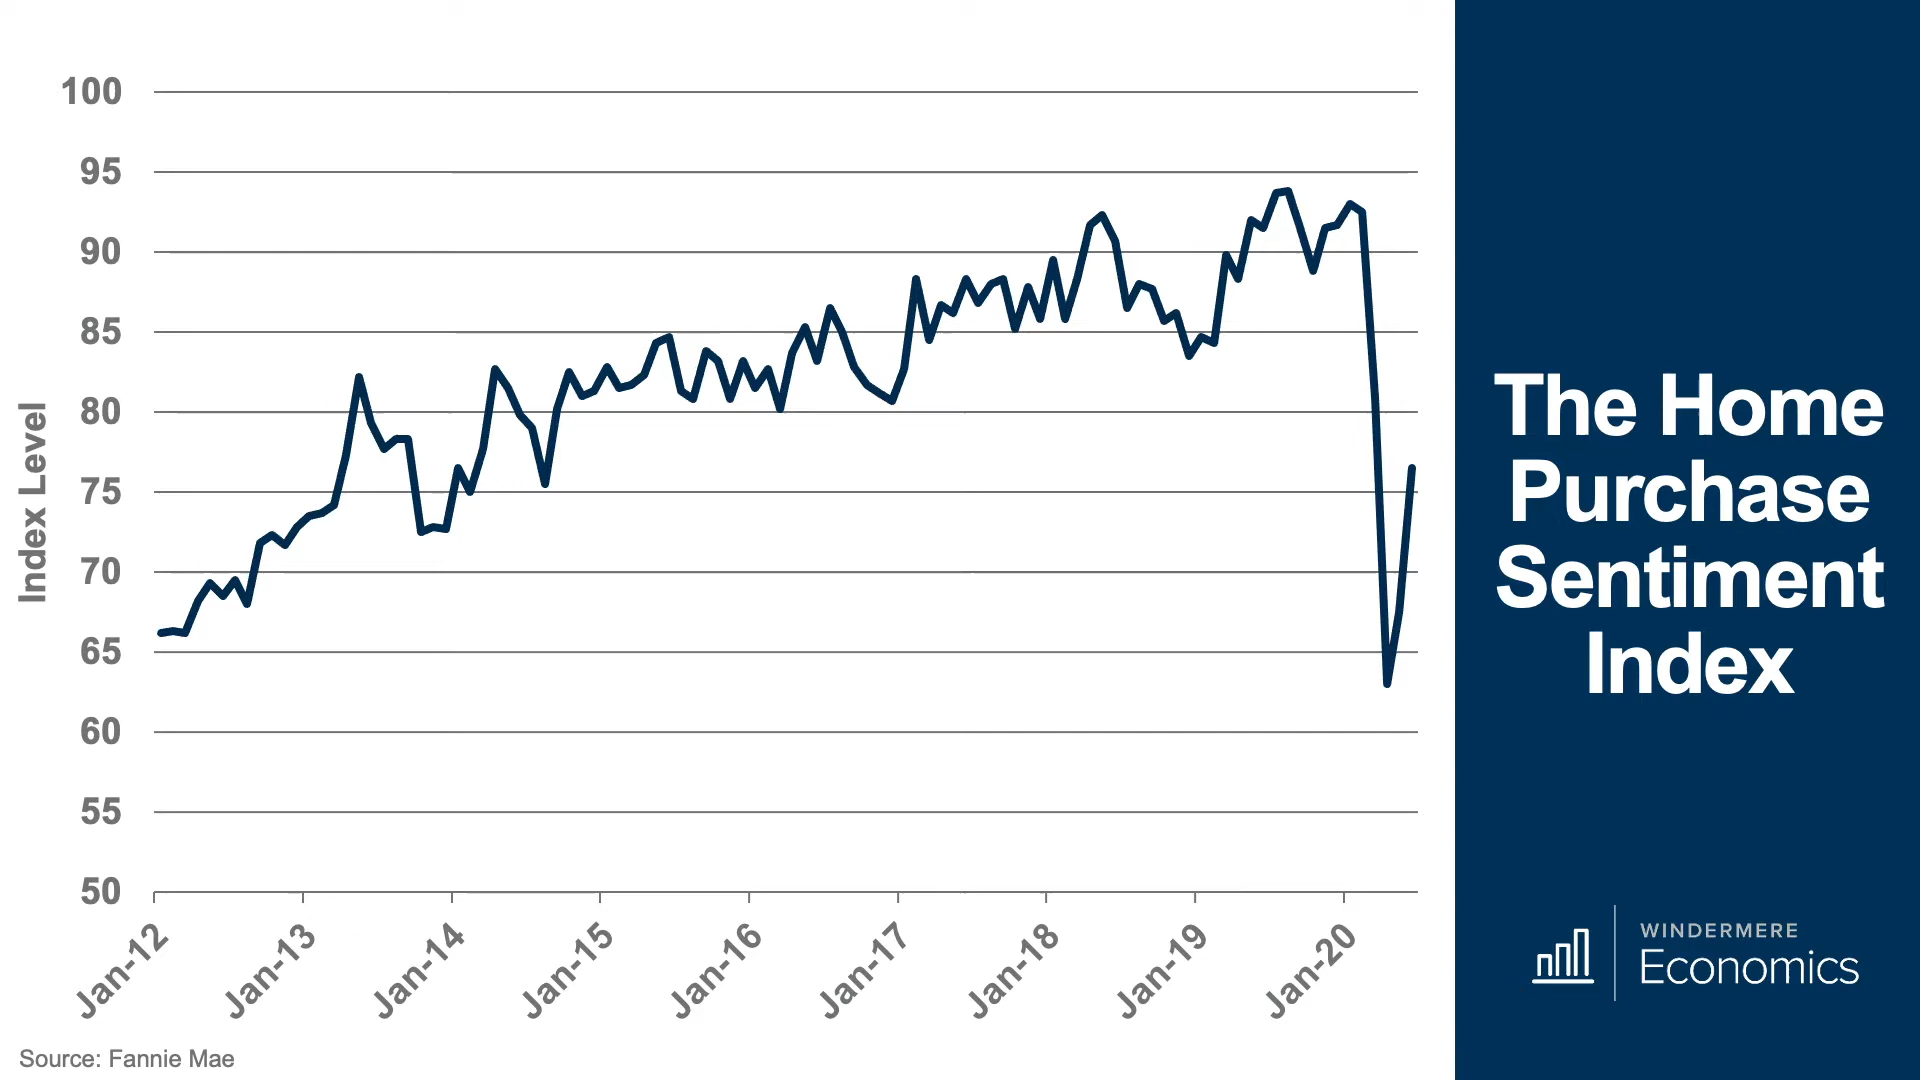 100
95
90
85
80
75
70
65
60
55
50
Index Level
Jan-12
Jan-13
Jan-14
Jan-15
Jan-16
Jan-17
Jan-18
Jan-19
Jan-20
Source: Fannie Mae
The Home
Purchase
Sentiment
Index
WINDERMERE
Economics